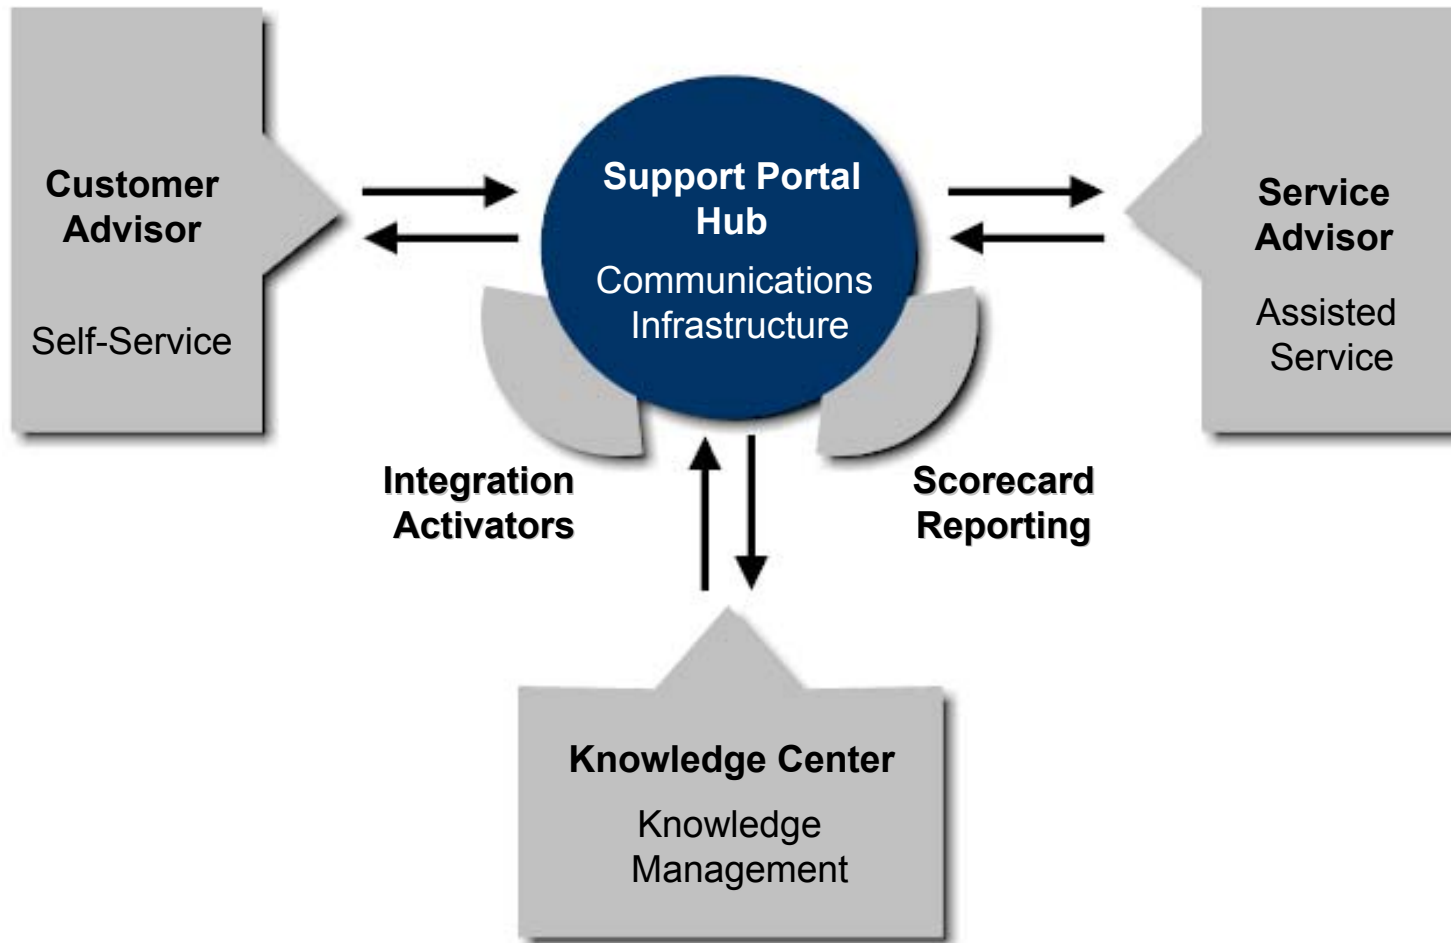 Customer
Advisor
Self-Service
Support Portal
Hub
Communications
Infrastructure
Service
Advisor
Assisted
Service
Integration
Activators
Scorecard
Reporting
Knowledge Center
Knowledge
Management